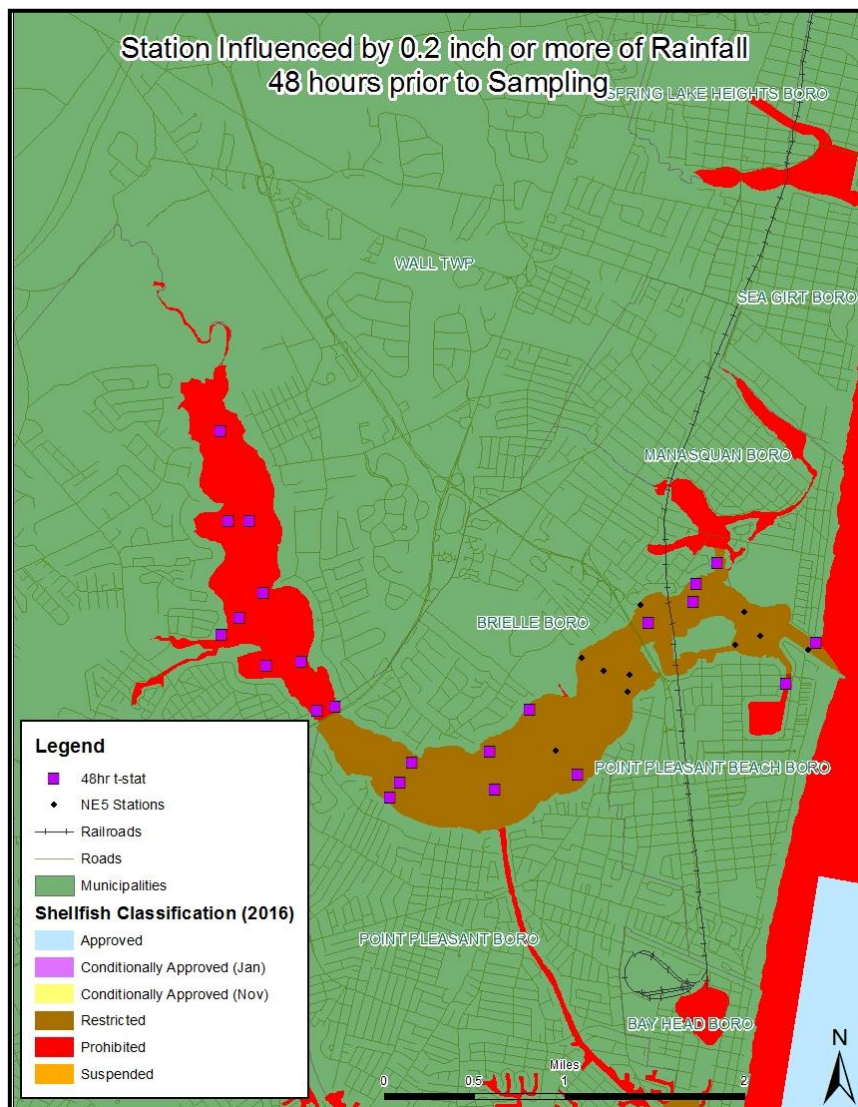 Station Influenced by 0.2 inch or more of Rainfall
48 hours prior to Sampling
SPRING LAKE HEIGHTS BORO
WALL TWP
SEA GIRT BORO
MANASQUAN BORO
BRIELLE BORO
POINT PLEASANT BEACH BORO
POINT PLEASANT BORO
BAY HEAD BORO
Legend
48hr t-stat
NE5 Stations
Railroads
Roads
Municipalities
Shellfish Classification (2016)
Approved
Conditionally Approved (Jan)
Conditionally Approved (Nov)
Restricted
Prohibited
Suspended
Miles
0 0.5 1 2
N